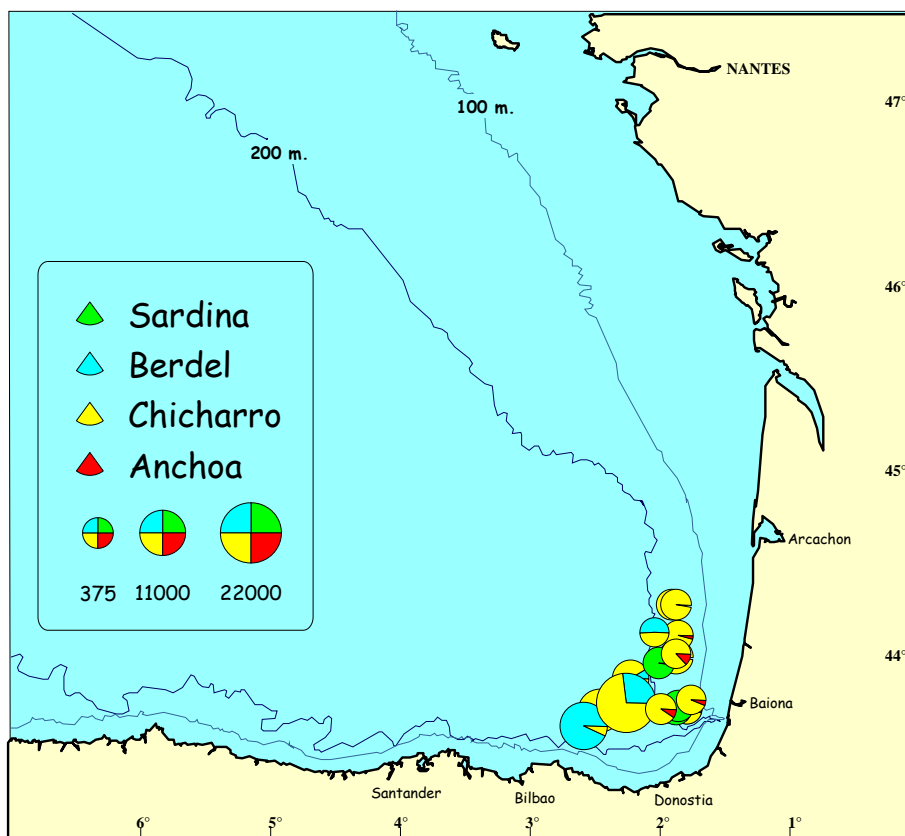 NANTES
47°
100 m.
200 m.
46°
Sardina
Berdel
Chicharro
Anchoa
375 11000 22000
45°
Arcachon
44°
Baiona
Santander Bilbao Donostia
6° 5° 4° 3° 2° 1°